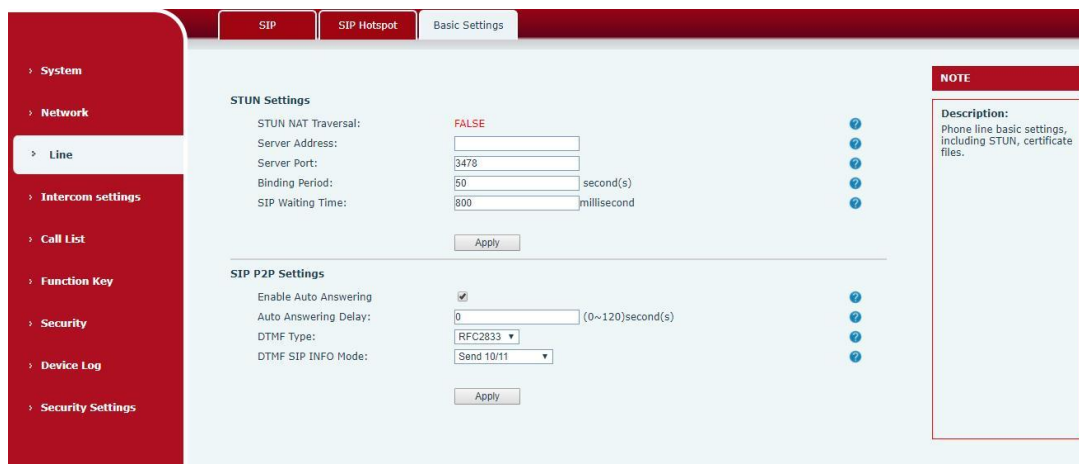 SIP SIP Hotspot Basic Settings
› System
› Network
› Line
› Intercom settings
› Call List
› Function Key
› Security
› Device Log
› Security Settings
STUN Settings
STUN NAT Traversal: FALSE
Server Address:
Server Port: 3478
Binding Period: 50 second(s)
SIP Waiting Time: 800 millisecond
Apply
SIP P2P Settings
Enable Auto Answering
Auto Answering Delay: 0 (0~120)second(s)
DTMF Type: RFC2833
DTMF SIP INFO Mode: Send 10/11
Apply
NOTE
Description:
Phone line basic settings,
including STUN, certificate
files.